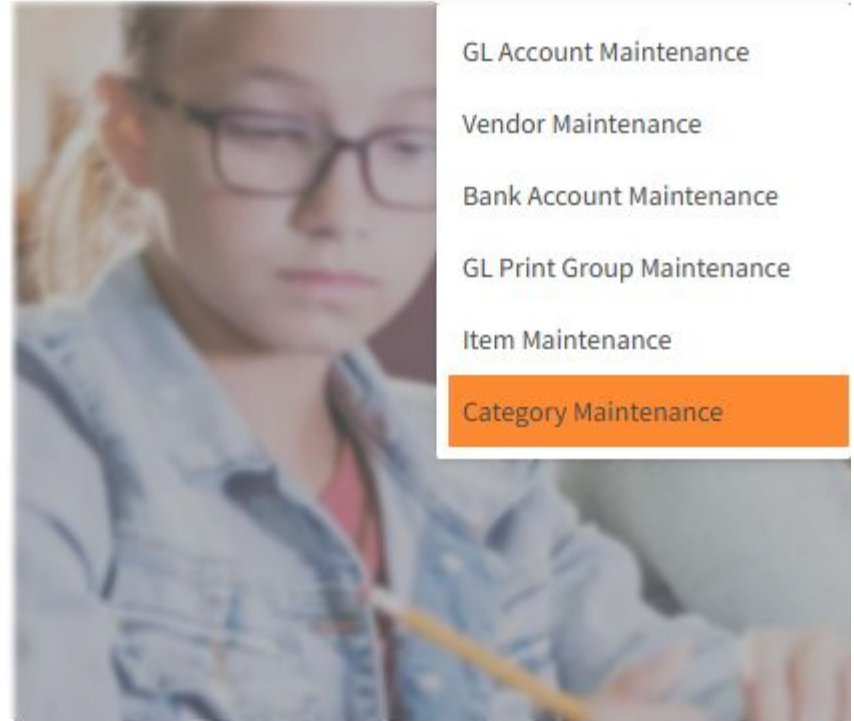 GL Account Maintenance
Vendor Maintenance
Bank Account Maintenance
GL Print Group Maintenance
Item Maintenance
Category Maintenance